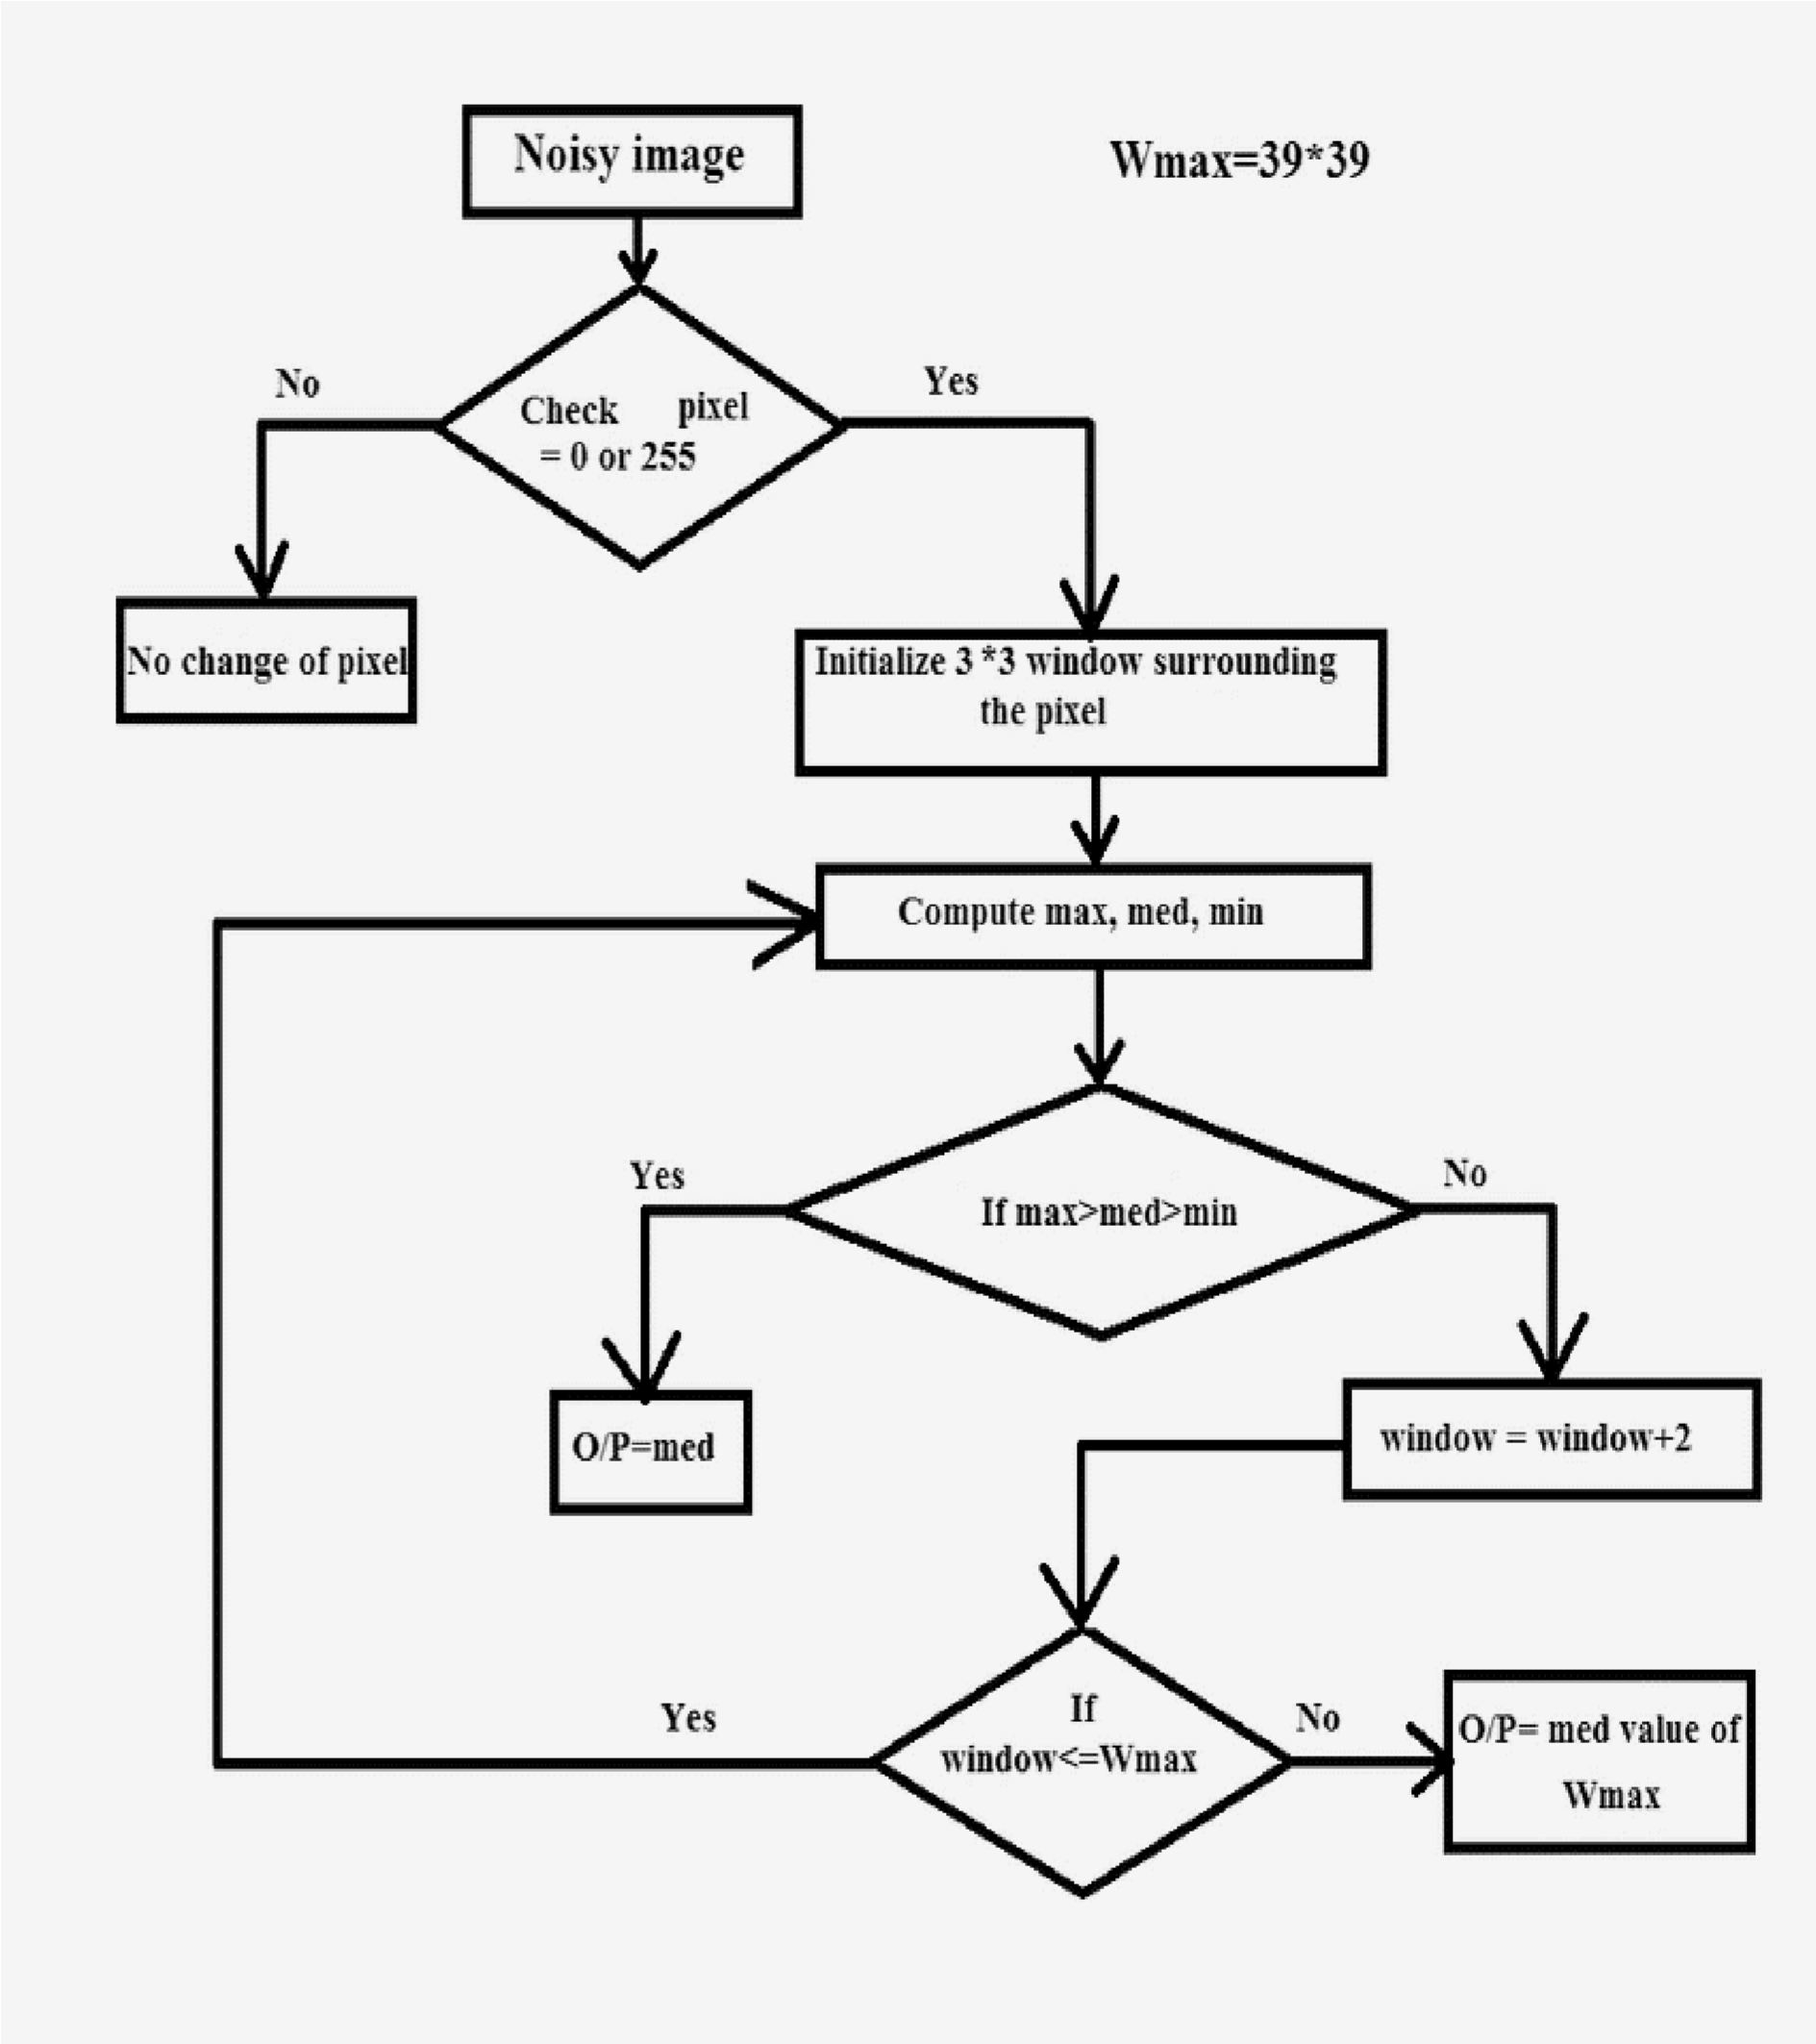 Noisy image
Wmax=39*39
No
Yes
Check pixel
= 0 or 255
No change of pixel
Initialize 3 *3 window surrounding
the pixel
Compute max, med, min
Yes
No
If max>med>min
O/P=med
window = window+2
If
window<=Wmax
Yes
No
O/P= med value of
Wmax